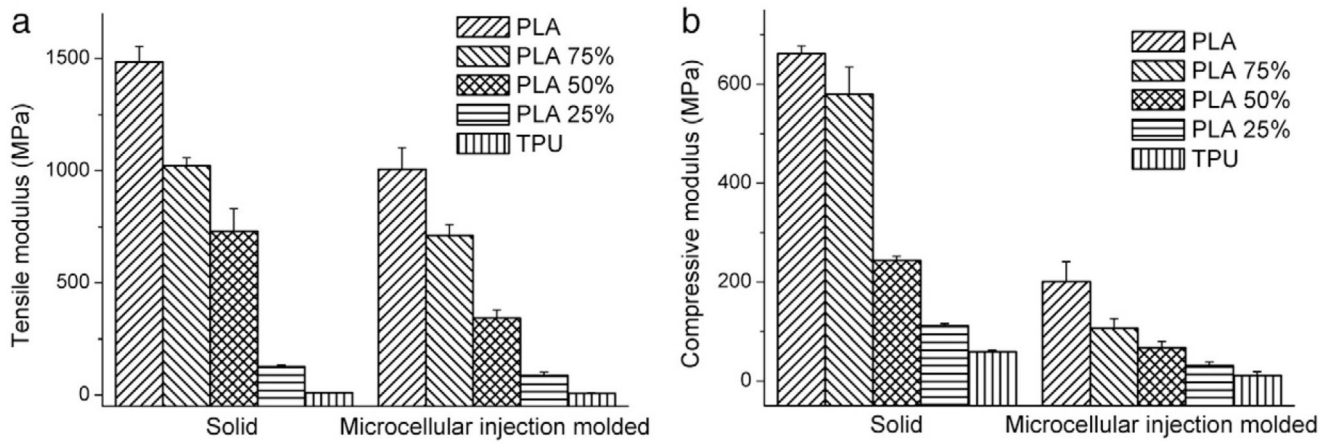 a
Tensile modulus (MPa)
1500
1000
500
0
PLA
PLA 75%
PLA 50%
PLA 25%
TPU
Solid
Microcellular injection molded
b
Compressive modulus (MPa)
600
400
200
0
PLA
PLA 75%
PLA 50%
PLA 25%
TPU
Solid
Microcellular injection molded